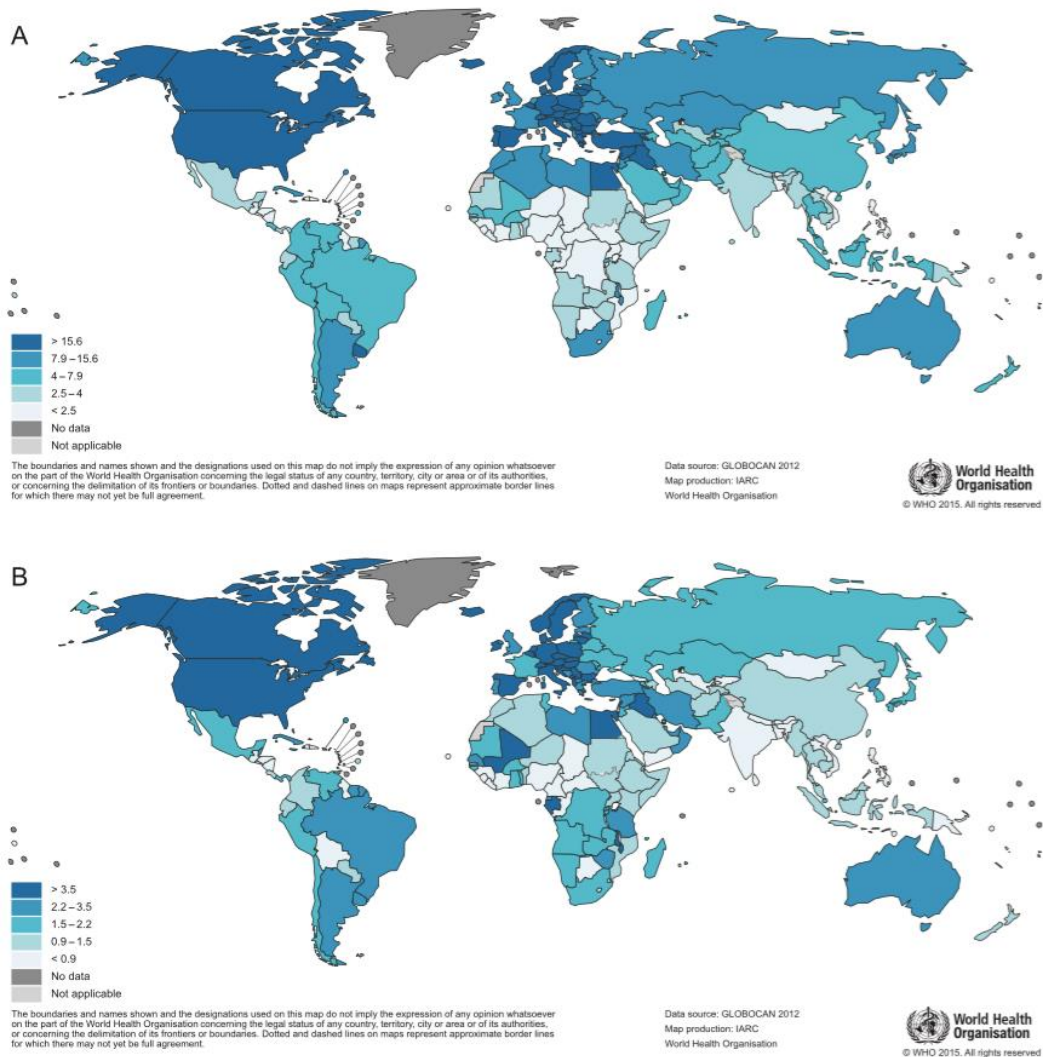 A
> 15.6
7.9–15.6
4–7.9
2.5–4
< 2.5
No data
Not applicable
The boundaries and names shown and the designations used on this map do not imply the expression of any opinion whatsoever
on the part of the World Health Organisation concerning the legal status of any country, territory, city or area or of its authorities,
or concerning the delimitation of its frontiers or boundaries. Dotted and dashed lines on maps represent approximate border lines
for which there may not yet be full agreement.
Data source: GLOBOCAN 2012
Map production: IARC
World Health Organisation
World Health
Organisation
© WHO 2015. All rights reserved
B
> 3.5
2.2–3.5
1.5–2.2
0.9–1.5
< 0.9
No data
Not applicable
The boundaries and names shown and the designations used on this map do not imply the expression of any opinion whatsoever
on the part of the World Health Organisation concerning the legal status of any country, territory, city or area or of its authorities,
or concerning the delimitation of its frontiers or boundaries. Dotted and dashed lines on maps represent approximate border lines
for which there may not yet be full agreement.
Data source: GLOBOCAN 2012
Map production: IARC
World Health Organisation
World Health
Organisation
© WHO 2015. All rights reserved